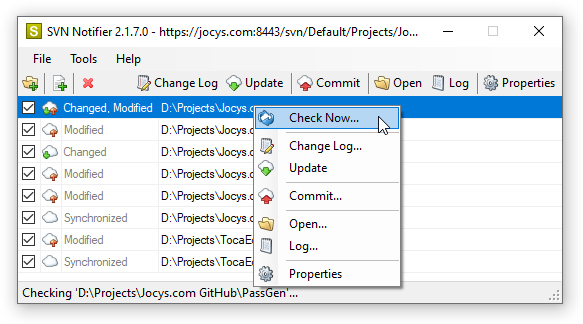 S SVN Notifier 2.1.7.0 - https://jocys.com:8443/svn/Default/Projects/Jo...
File Tools Help
Change Log Update Commit Open Log Properties
Changed, Modified D:\Projects\Jocys.c
Modified D:\Projects\Jocys.c
Changed D:\Projects\Jocys.c
Modified D:\Projects\Jocys.c
Modified D:\Projects\Jocys.c
Synchronized D:\Projects\Jocys.c
Modified D:\Projects\TocaEd
Synchronized D:\Projects\TocaEd
Check Now...
Change Log...
Update
Commit...
Open...
Log...
Properties
Checking 'D:\Projects\Jocys.com GitHub\PassGen'...